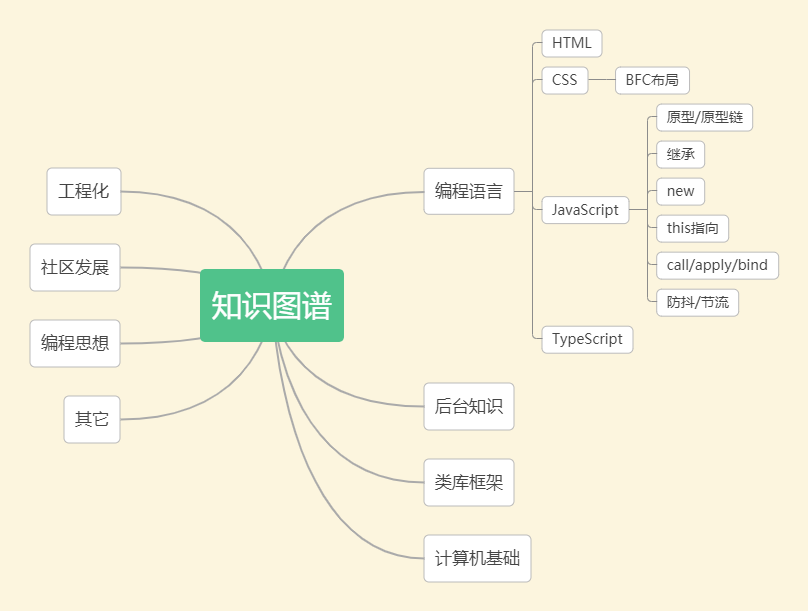 知识图谱
编程语言
HTML
CSS
BFC布局
JavaScript
原型/原型链
继承
new
this指向
call/apply/bind
防抖/节流
TypeScript
后台知识
类库框架
计算机基础
工程化
社区发展
编程思想
其它